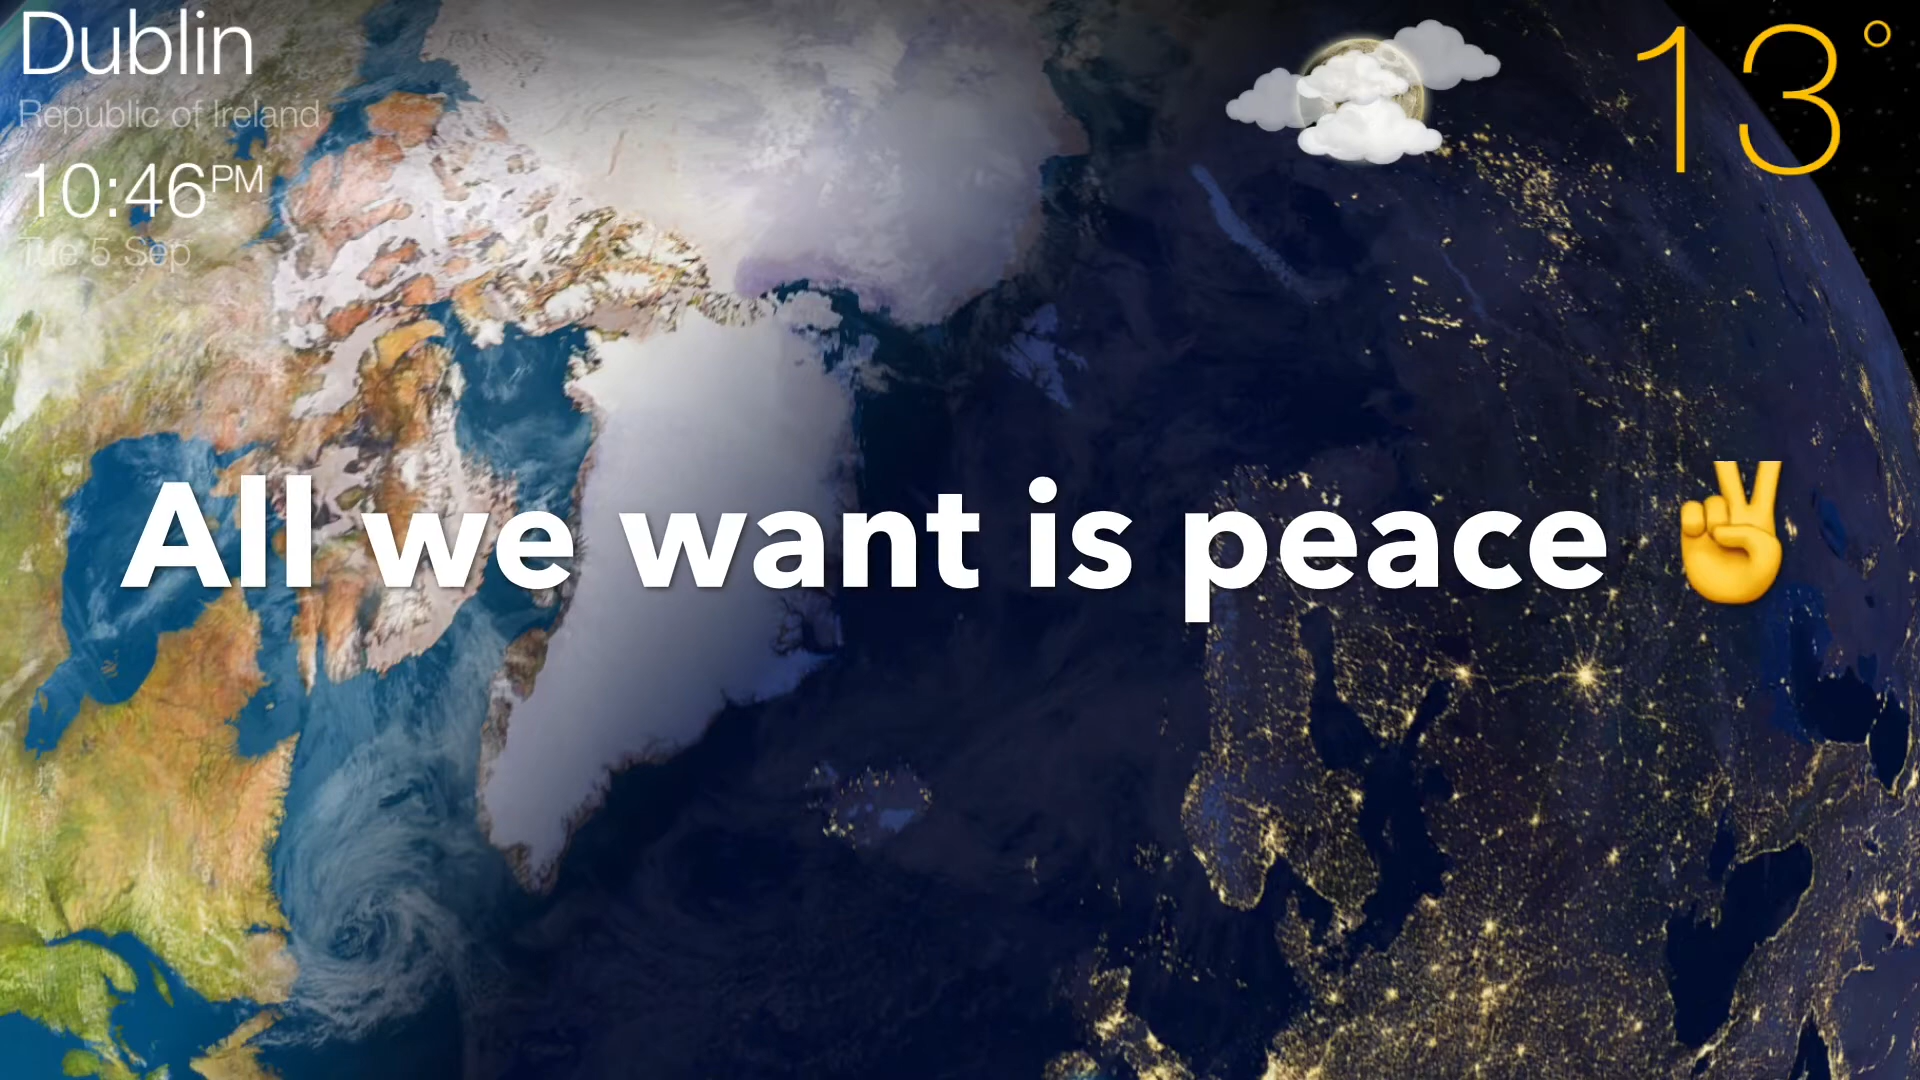 Dublin
Republic of Ireland
10:46PM
Tue 5 Sep
13°
All we want is peace ✌️